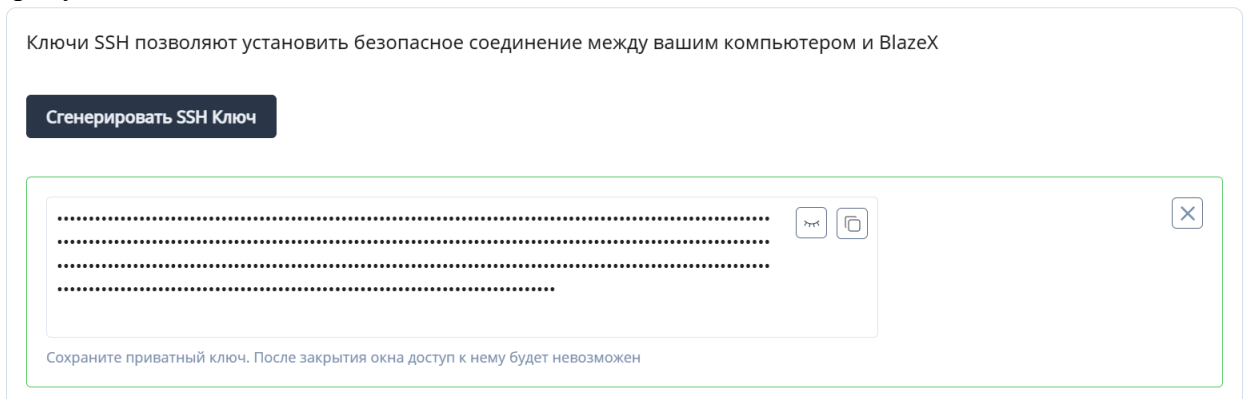 Ключи SSH позволяют установить безопасное соединение между вашим компьютером и BlazeX
Сгенерировать SSH Ключ
Сохраните приватный ключ. После закрытия окна доступ к нему будет невозможен